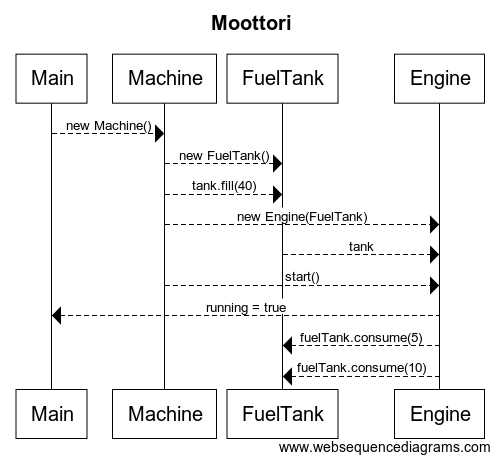 Moottori
Main Machine FuelTank Engine
new Machine()
new FuelTank()
tank.fill(40)
new Engine(FuelTank)
tank
start()
running = true
fuelTank.consume(5)
fuelTank.consume(10)
Main Machine FuelTank Engine
www.websequencediagrams.com